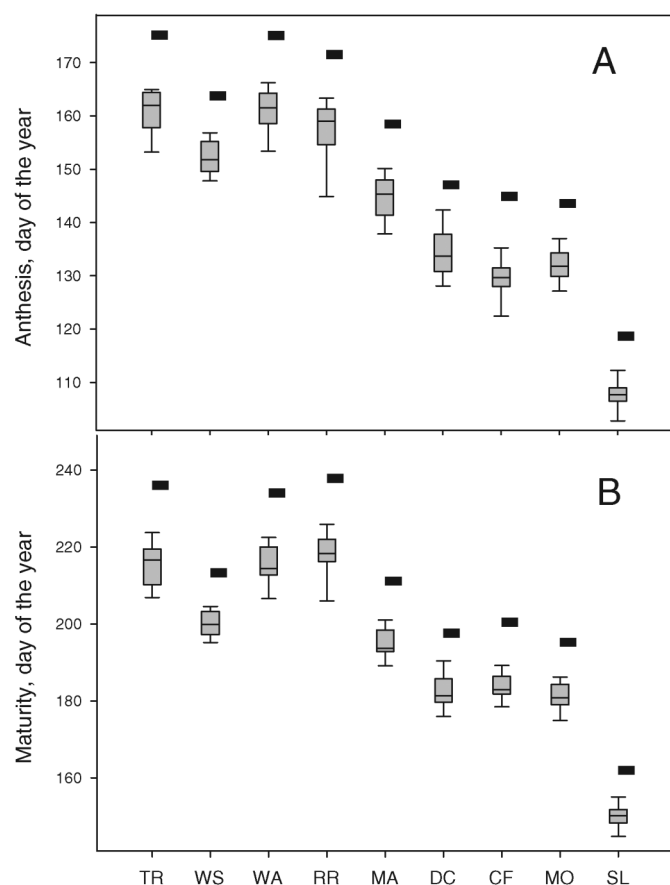 A
Anthesis, day of the year
170
160
150
140
130
120
110
B
Maturity, day of the year
240
220
200
180
160
TR WS WA RR MA DC CF MO SL